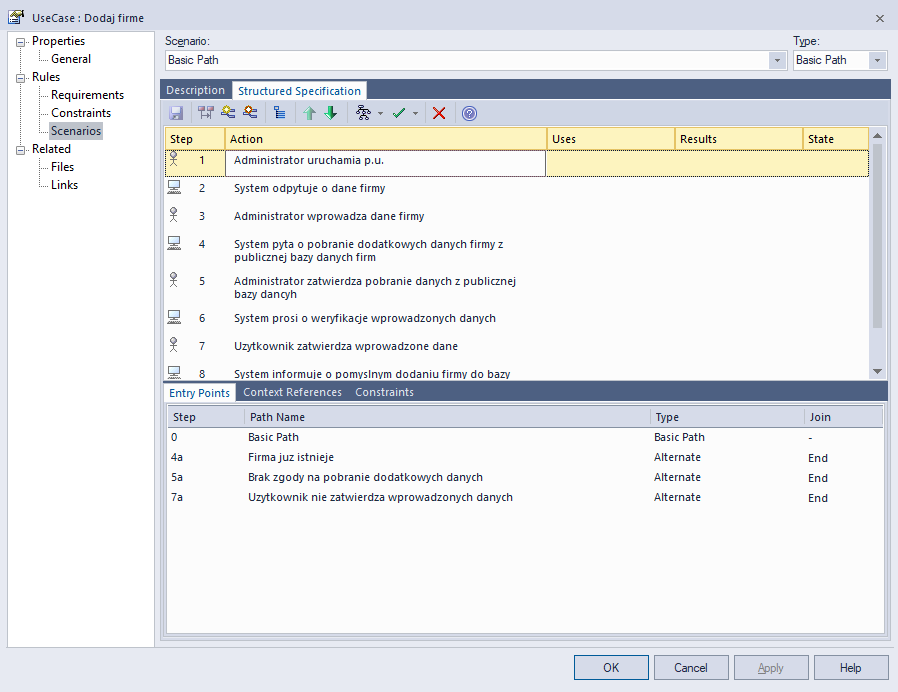 UseCase : Dodaj firme
Properties
General
Rules
Requirements
Constraints
Scenarios
Related
Files
Links
Scenario:
Type:
Basic Path
Basic Path
Description
Structured Specification
Step Action Uses Results State
1 Administrator uruchamia p.u.
2 System odpytuje o dane firmy
3 Administrator wprowadza dane firmy
4 System pyta o pobranie dodatkowych danych firmy z
publicznej bazy danych firm
5 Administrator zatwierdza pobranie danych z publicznej
bazy dancyh
6 System prosi o weryfikacje wprowadzonych danych
7 Uzytkownik zatwierdza wprowadzone dane
8 System informuje o pomyslnym dodaniu firmy do bazy
Entry Points Context References Constraints
Step Path Name Type Join
0 Basic Path Basic Path -
4a Firma juz istnieje Alternate End
5a Brak zgody na pobranie dodatkowych danych Alternate End
7a Uzytkownik nie zatwierdza wprowadzonych danych Alternate End
OK Cancel Apply Help